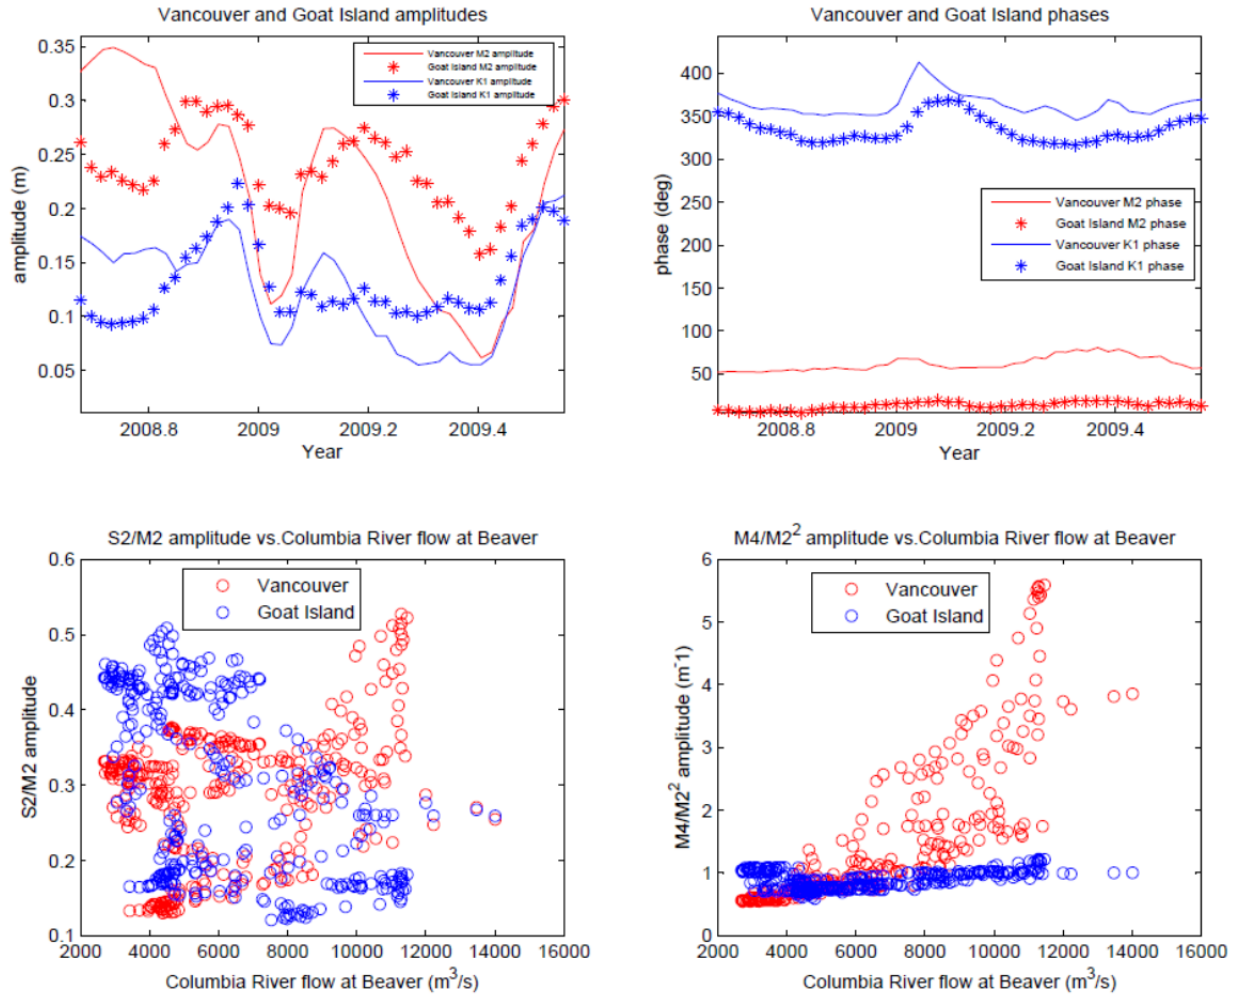 Vancouver and Goat Island amplitudes
0.35
0.3
0.25
0.2
0.15
0.1
0.05
amplitude (m)
Vancouver M2 amplitude
Goat Island M2 amplitude
Vancouver K1 amplitude
Goat Island K1 amplitude
2008.8 2009 2009.2 2009.4
Year
Vancouver and Goat Island phases
400
350
300
250
200
150
100
50
phase (deg)
Vancouver M2 phase
Goat Island M2 phase
Vancouver K1 phase
Goat Island K1 phase
2008.8 2009 2009.2 2009.4
Year
S2/M2 amplitude vs.Columbia River flow at Beaver
0.6
0.5
0.4
0.3
0.2
0.1
S2/M2 amplitude
Vancouver
Goat Island
2000 4000 6000 8000 10000 12000 14000 16000
Columbia River flow at Beaver (m³/s)
M4/M2² amplitude vs.Columbia River flow at Beaver
6
5
4
3
2
1
0
M4/M2² amplitude (m⁻¹)
Vancouver
Goat Island
2000 4000 6000 8000 10000 12000 14000 16000
Columbia River flow at Beaver (m³/s)